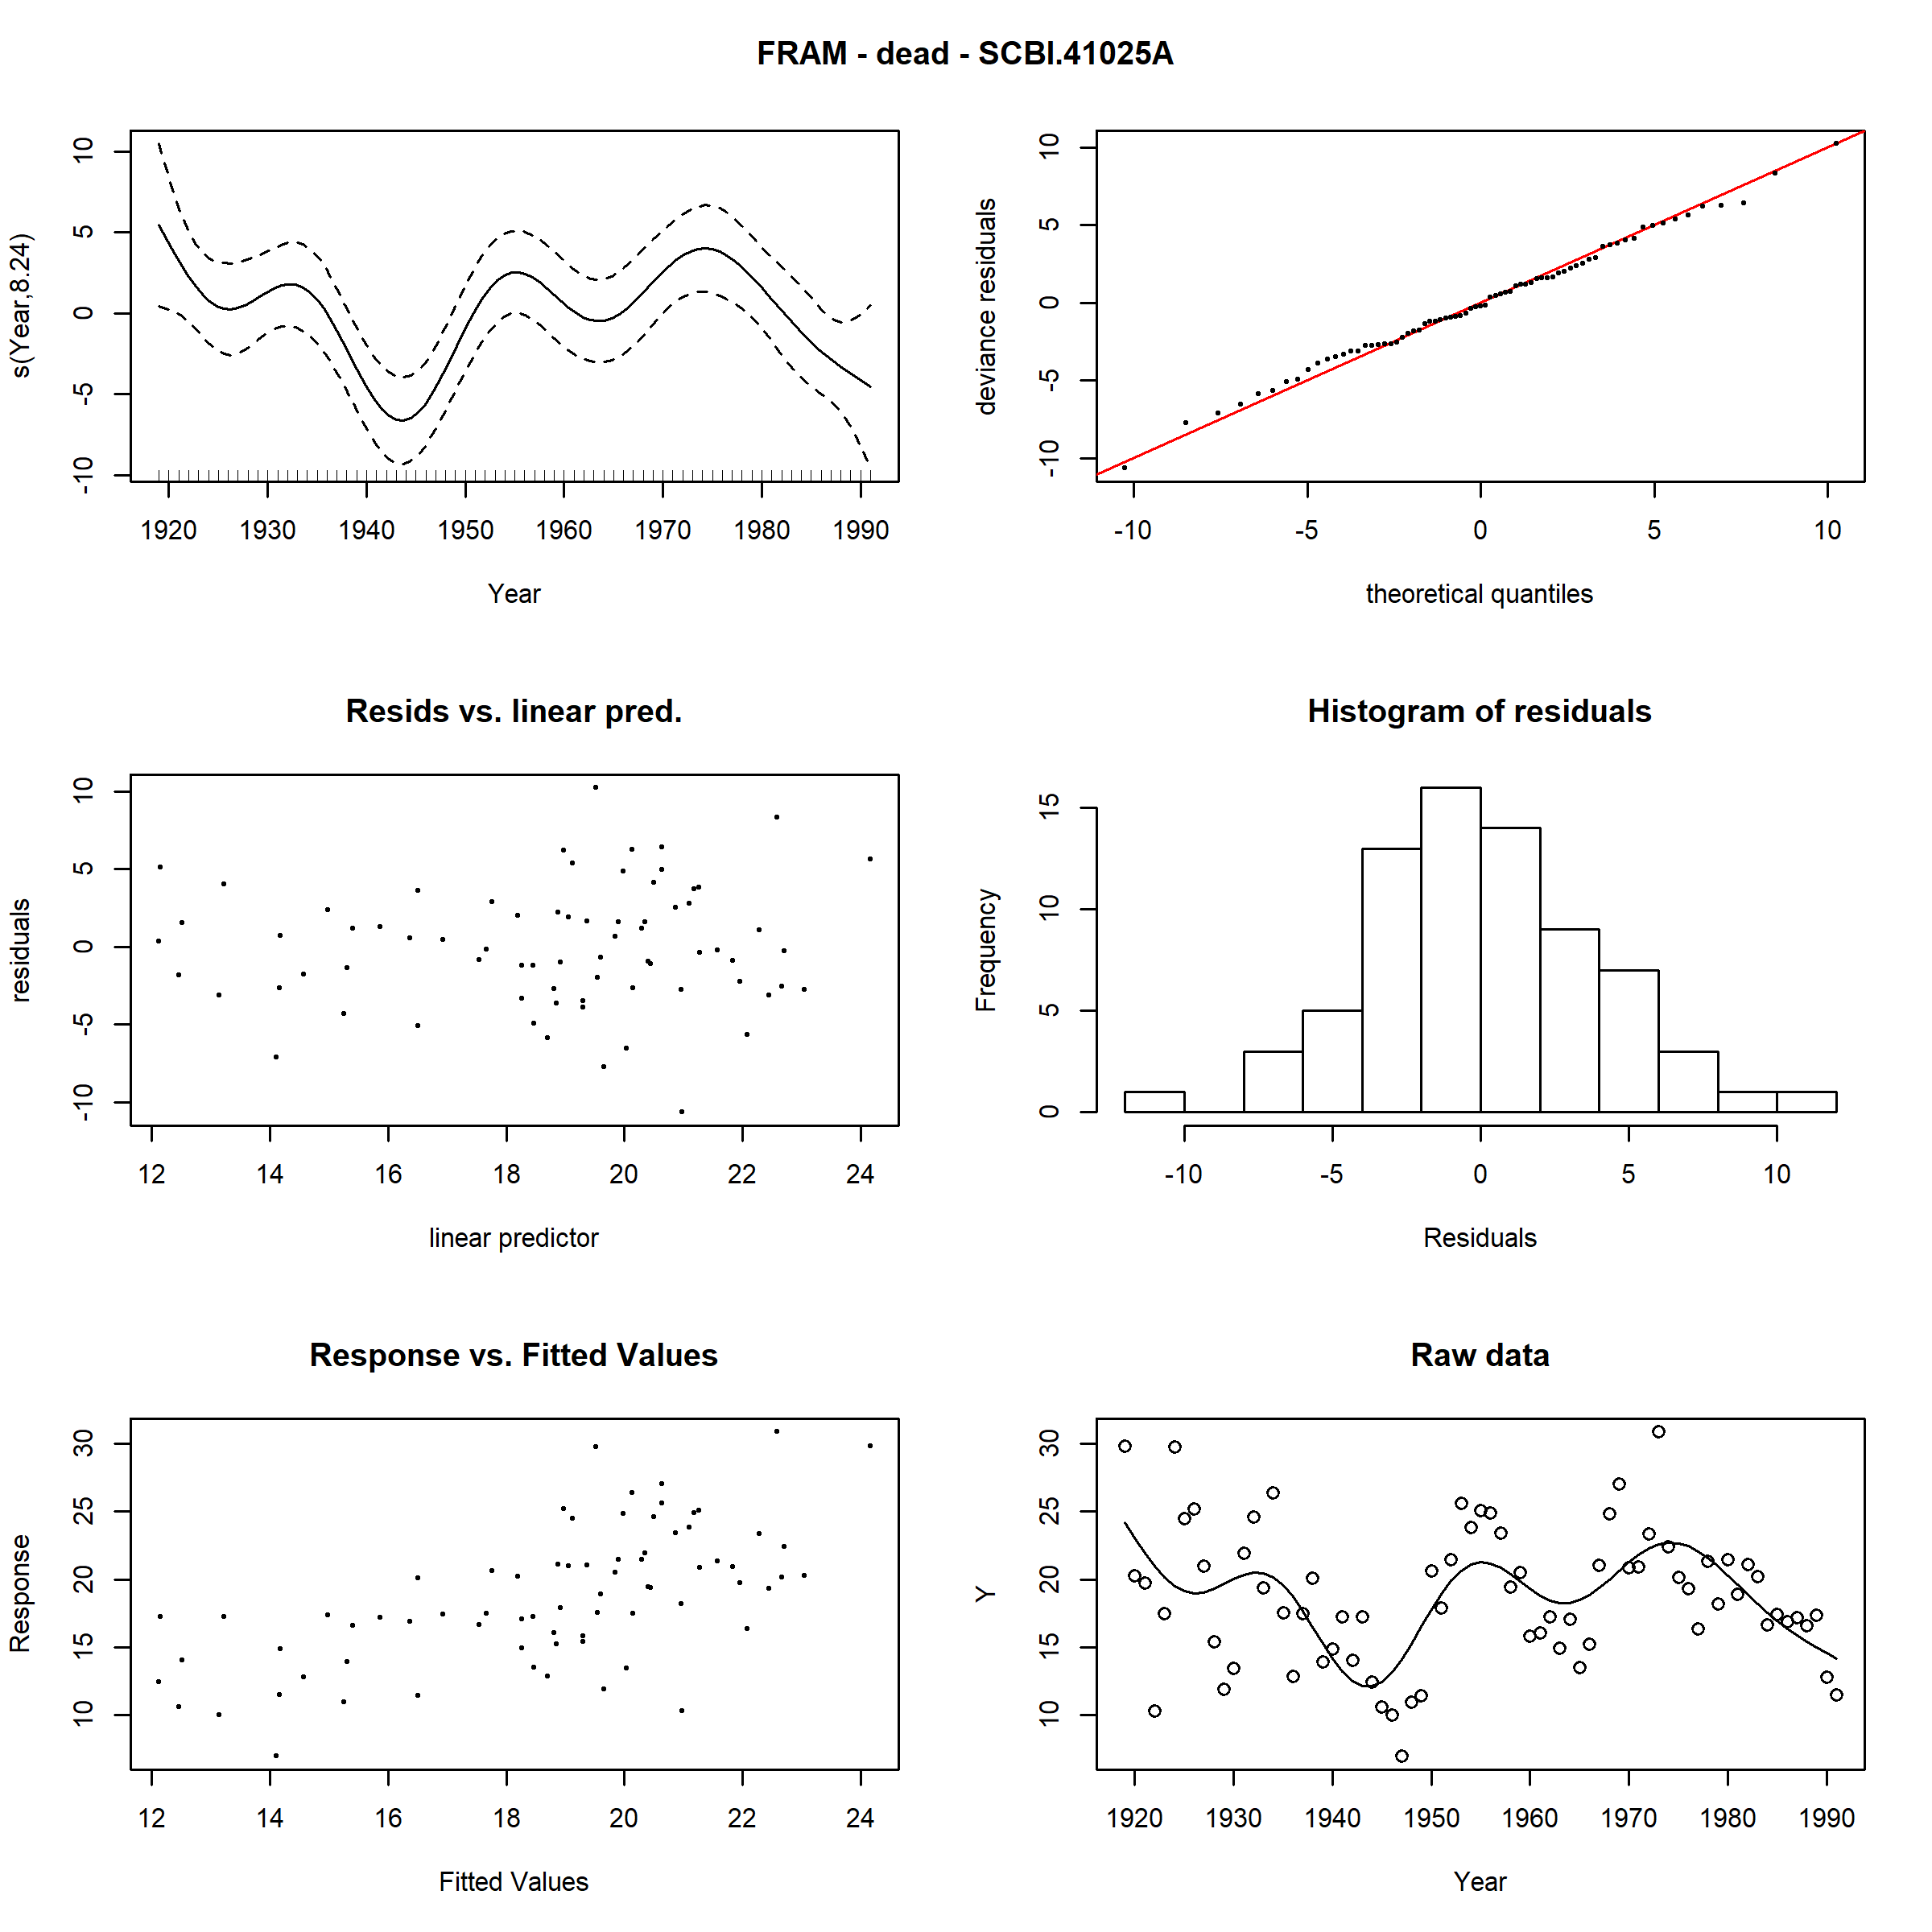 FRAM - dead - SCBI.41025A
s(Year,8.24)
10
5
0
-5
-10
1920 1930 1940 1950 1960 1970 1980 1990
Year
deviance residuals
10
5
0
-5
-10
-10 -5 0 5 10
theoretical quantiles
Resids vs. linear pred.
residuals
10
5
0
-5
-10
12 14 16 18 20 22 24
linear predictor
Histogram of residuals
Frequency
15
10
5
0
-10 -5 0 5 10
Residuals
Response vs. Fitted Values
Response
30
25
20
15
10
12 14 16 18 20 22 24
Fitted Values
Raw data
Y
30
25
20
15
10
1920 1930 1940 1950 1960 1970 1980 1990
Year